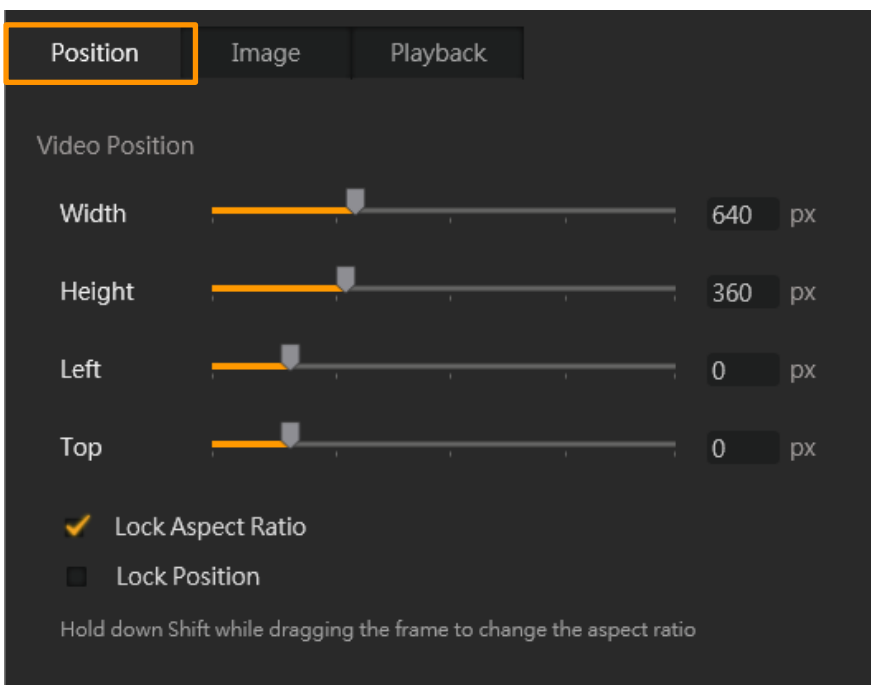 Position Image Playback
Video Position
Width 640 px
Height 360 px
Left 0 px
Top 0 px
Lock Aspect Ratio
Lock Position
Hold down Shift while dragging the frame to change the aspect ratio